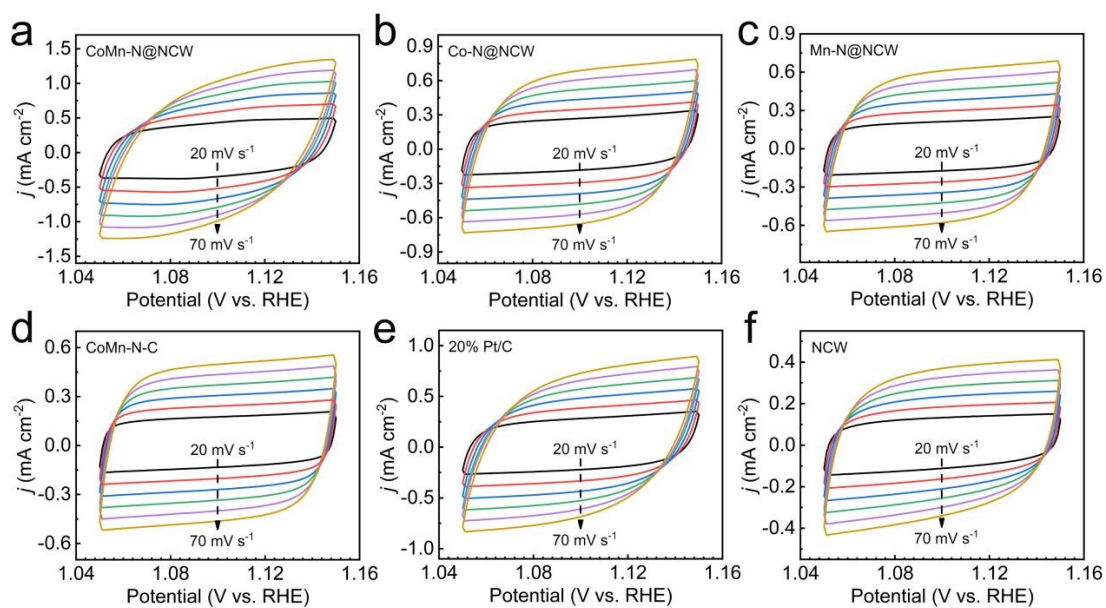 a
CoMn-N@NCW
j (mA cm⁻²)
1.5
1.0
0.5
0.0
-0.5
-1.0
-1.5
20 mV s⁻¹
70 mV s⁻¹
1.04 1.08 1.12 1.16
Potential (V vs. RHE)
b
Co-N@NCW
j (mA cm⁻²)
0.9
0.6
0.3
0.0
-0.3
-0.6
-0.9
20 mV s⁻¹
70 mV s⁻¹
1.04 1.08 1.12 1.16
Potential (V vs. RHE)
c
Mn-N@NCW
j (mA cm⁻²)
0.9
0.6
0.3
0.0
-0.3
-0.6
-0.9
20 mV s⁻¹
70 mV s⁻¹
1.04 1.08 1.12 1.16
Potential (V vs. RHE)
d
CoMn-N-C
j (mA cm⁻²)
0.6
0.3
0.0
-0.3
-0.6
20 mV s⁻¹
70 mV s⁻¹
1.04 1.08 1.12 1.16
Potential (V vs. RHE)
e
20% Pt/C
j (mA cm⁻²)
1.0
0.5
0.0
-0.5
-1.0
20 mV s⁻¹
70 mV s⁻¹
1.04 1.08 1.12 1.16
Potential (V vs. RHE)
f
NCW
j (mA cm⁻²)
0.4
0.2
0.0
-0.2
-0.4
20 mV s⁻¹
70 mV s⁻¹
1.04 1.08 1.12 1.16
Potential (V vs. RHE)